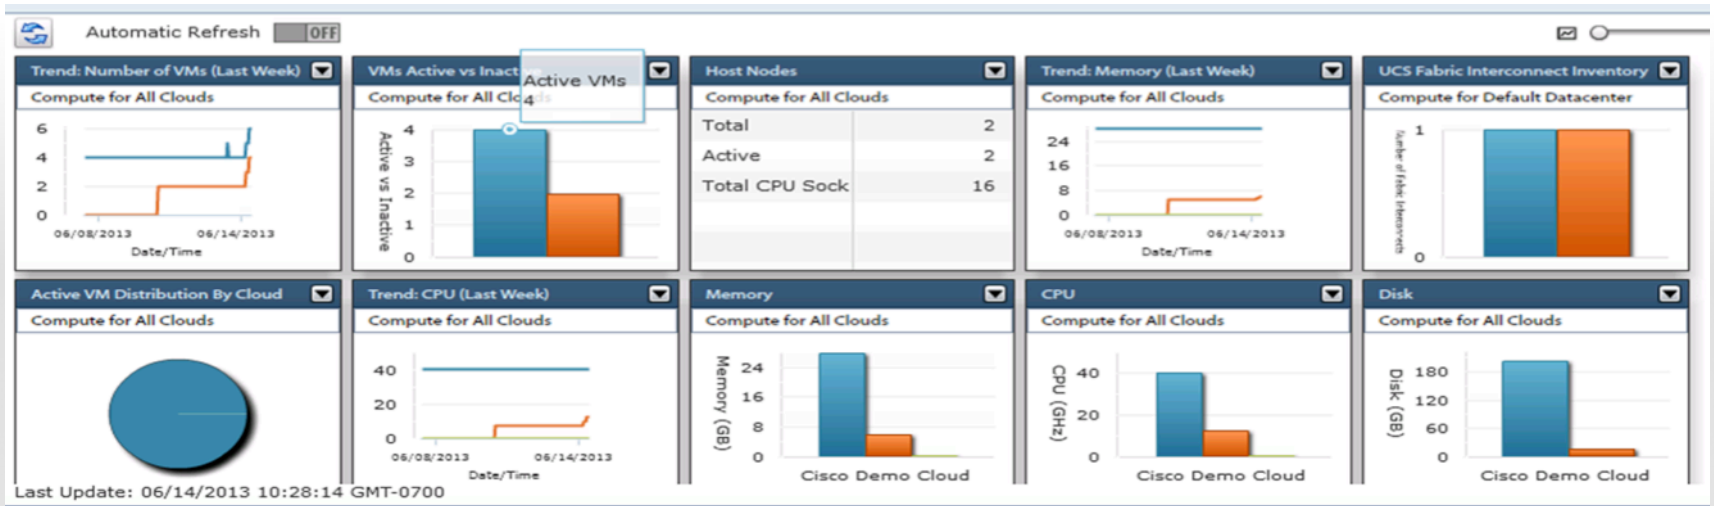 Automatic Refresh OFF
Trend: Number of VMs (Last Week)
Compute for All Clouds
6
4
2
0
06/08/2013 06/14/2013
Date/Time
VMs Active vs Inact
Compute for All Clo
Active VMs
4
Active vs Inactive
4
3
2
1
0
Host Nodes
Compute for All Clouds
Total 2
Active 2
Total CPU Sock 16
Trend: Memory (Last Week)
Compute for All Clouds
24
16
8
0
06/08/2013 06/14/2013
Date/Time
UCS Fabric Interconnect Inventory
Compute for Default Datacenter
Number of Fabric Interconnects
1
0
Active VM Distribution By Cloud
Compute for All Clouds
Trend: CPU (Last Week)
Compute for All Clouds
40
20
0
06/08/2013 06/14/2013
Date/Time
Memory
Compute for All Clouds
Memory (GB)
24
16
8
0
Cisco Demo Cloud
CPU
Compute for All Clouds
CPU (GHz)
40
20
0
Cisco Demo Cloud
Disk
Compute for All Clouds
Disk (GB)
180
120
60
0
Cisco Demo Cloud
Last Update: 06/14/2013 10:28:14 GMT-0700